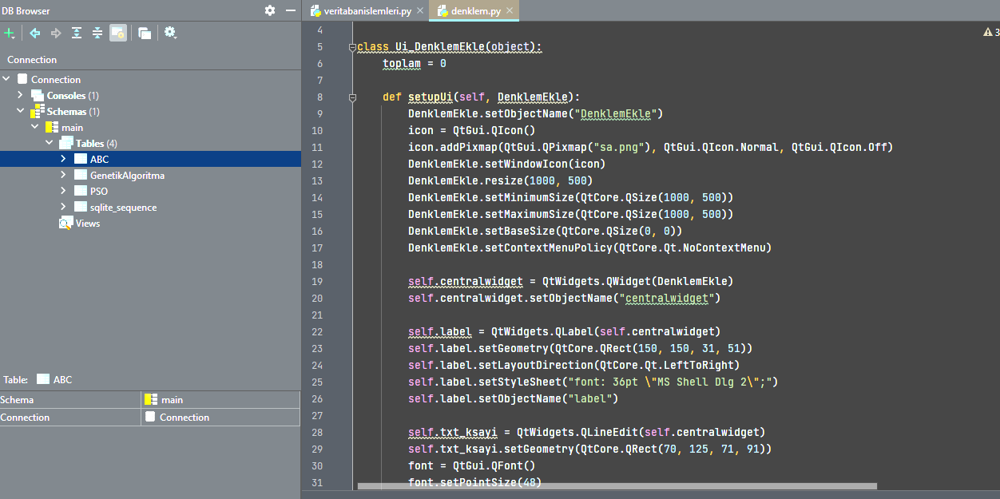 DB Browser
Connection
Connection
Consoles (1)
Schemas (1)
main
Tables (4)
ABC
GenetikAlgoritma
PSO
sqlite_sequence
Views
Table: ABC
Schema main
Connection Connection
veritabanislemleri.py denklem.py
3
4
5 class Ui_DenklemEkle(object):
6 toplam = 0
7
8 def setupUi(self, DenklemEkle):
9 DenklemEkle.setObjectName("DenklemEkle")
10 icon = QtGui.QIcon()
11 icon.addPixmap(QtGui.QPixmap("sa.png"), QtGui.QIcon.Normal, QtGui.QIcon.Off)
12 DenklemEkle.setWindowIcon(icon)
13 DenklemEkle.resize(1000, 500)
14 DenklemEkle.setMinimumSize(QtCore.QSize(1000, 500))
15 DenklemEkle.setMaximumSize(QtCore.QSize(1000, 500))
16 DenklemEkle.setBaseSize(QtCore.QSize(0, 0))
17 DenklemEkle.setContextMenuPolicy(QtCore.Qt.NoContextMenu)
18
19 self.centralwidget = QtWidgets.QWidget(DenklemEkle)
20 self.centralwidget.setObjectName("centralwidget")
21
22 self.label = QtWidgets.QLabel(self.centralwidget)
23 self.label.setGeometry(QtCore.QRect(150, 150, 31, 51))
24 self.label.setLayoutDirection(QtCore.Qt.LeftToRight)
25 self.label.setStyleSheet("font: 36pt \"MS Shell Dlg 2\";")
26 self.label.setObjectName("label")
27
28 self.txt_ksayi = QtWidgets.QLineEdit(self.centralwidget)
29 self.txt_ksayi.setGeometry(QtCore.QRect(70, 125, 71, 91))
30 font = QtGui.QFont()
31 font.setPointSize(48)